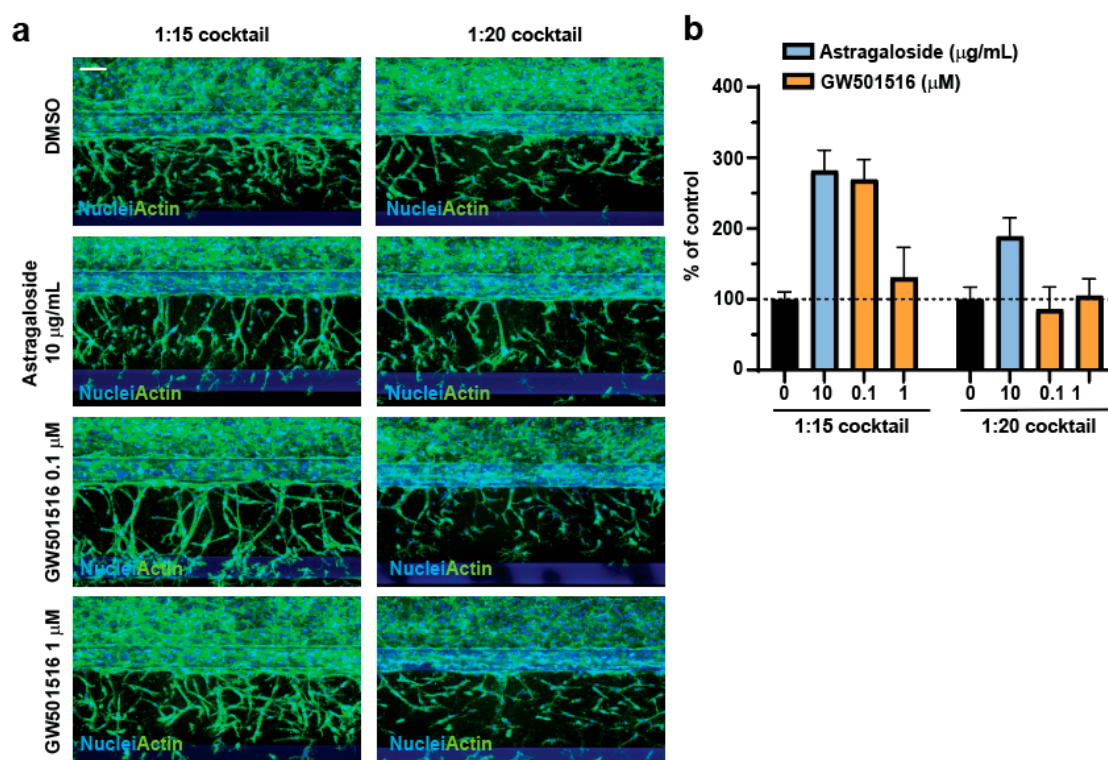 a
1:15 cocktail
1:20 cocktail
DMSO
NucleiActin
NucleiActin
Astragaloside
10 μg/mL
NucleiActin
NucleiActin
GW501516 0.1 μM
NucleiActin
NucleiActin
GW501516 1 μM
NucleiActin
NucleiActin
b
Astragaloside (μg/mL)
GW501516 (μM)
% of control
400
300
200
100
0
0 10 0.1 1 0 10 0.1 1
1:15 cocktail
1:20 cocktail